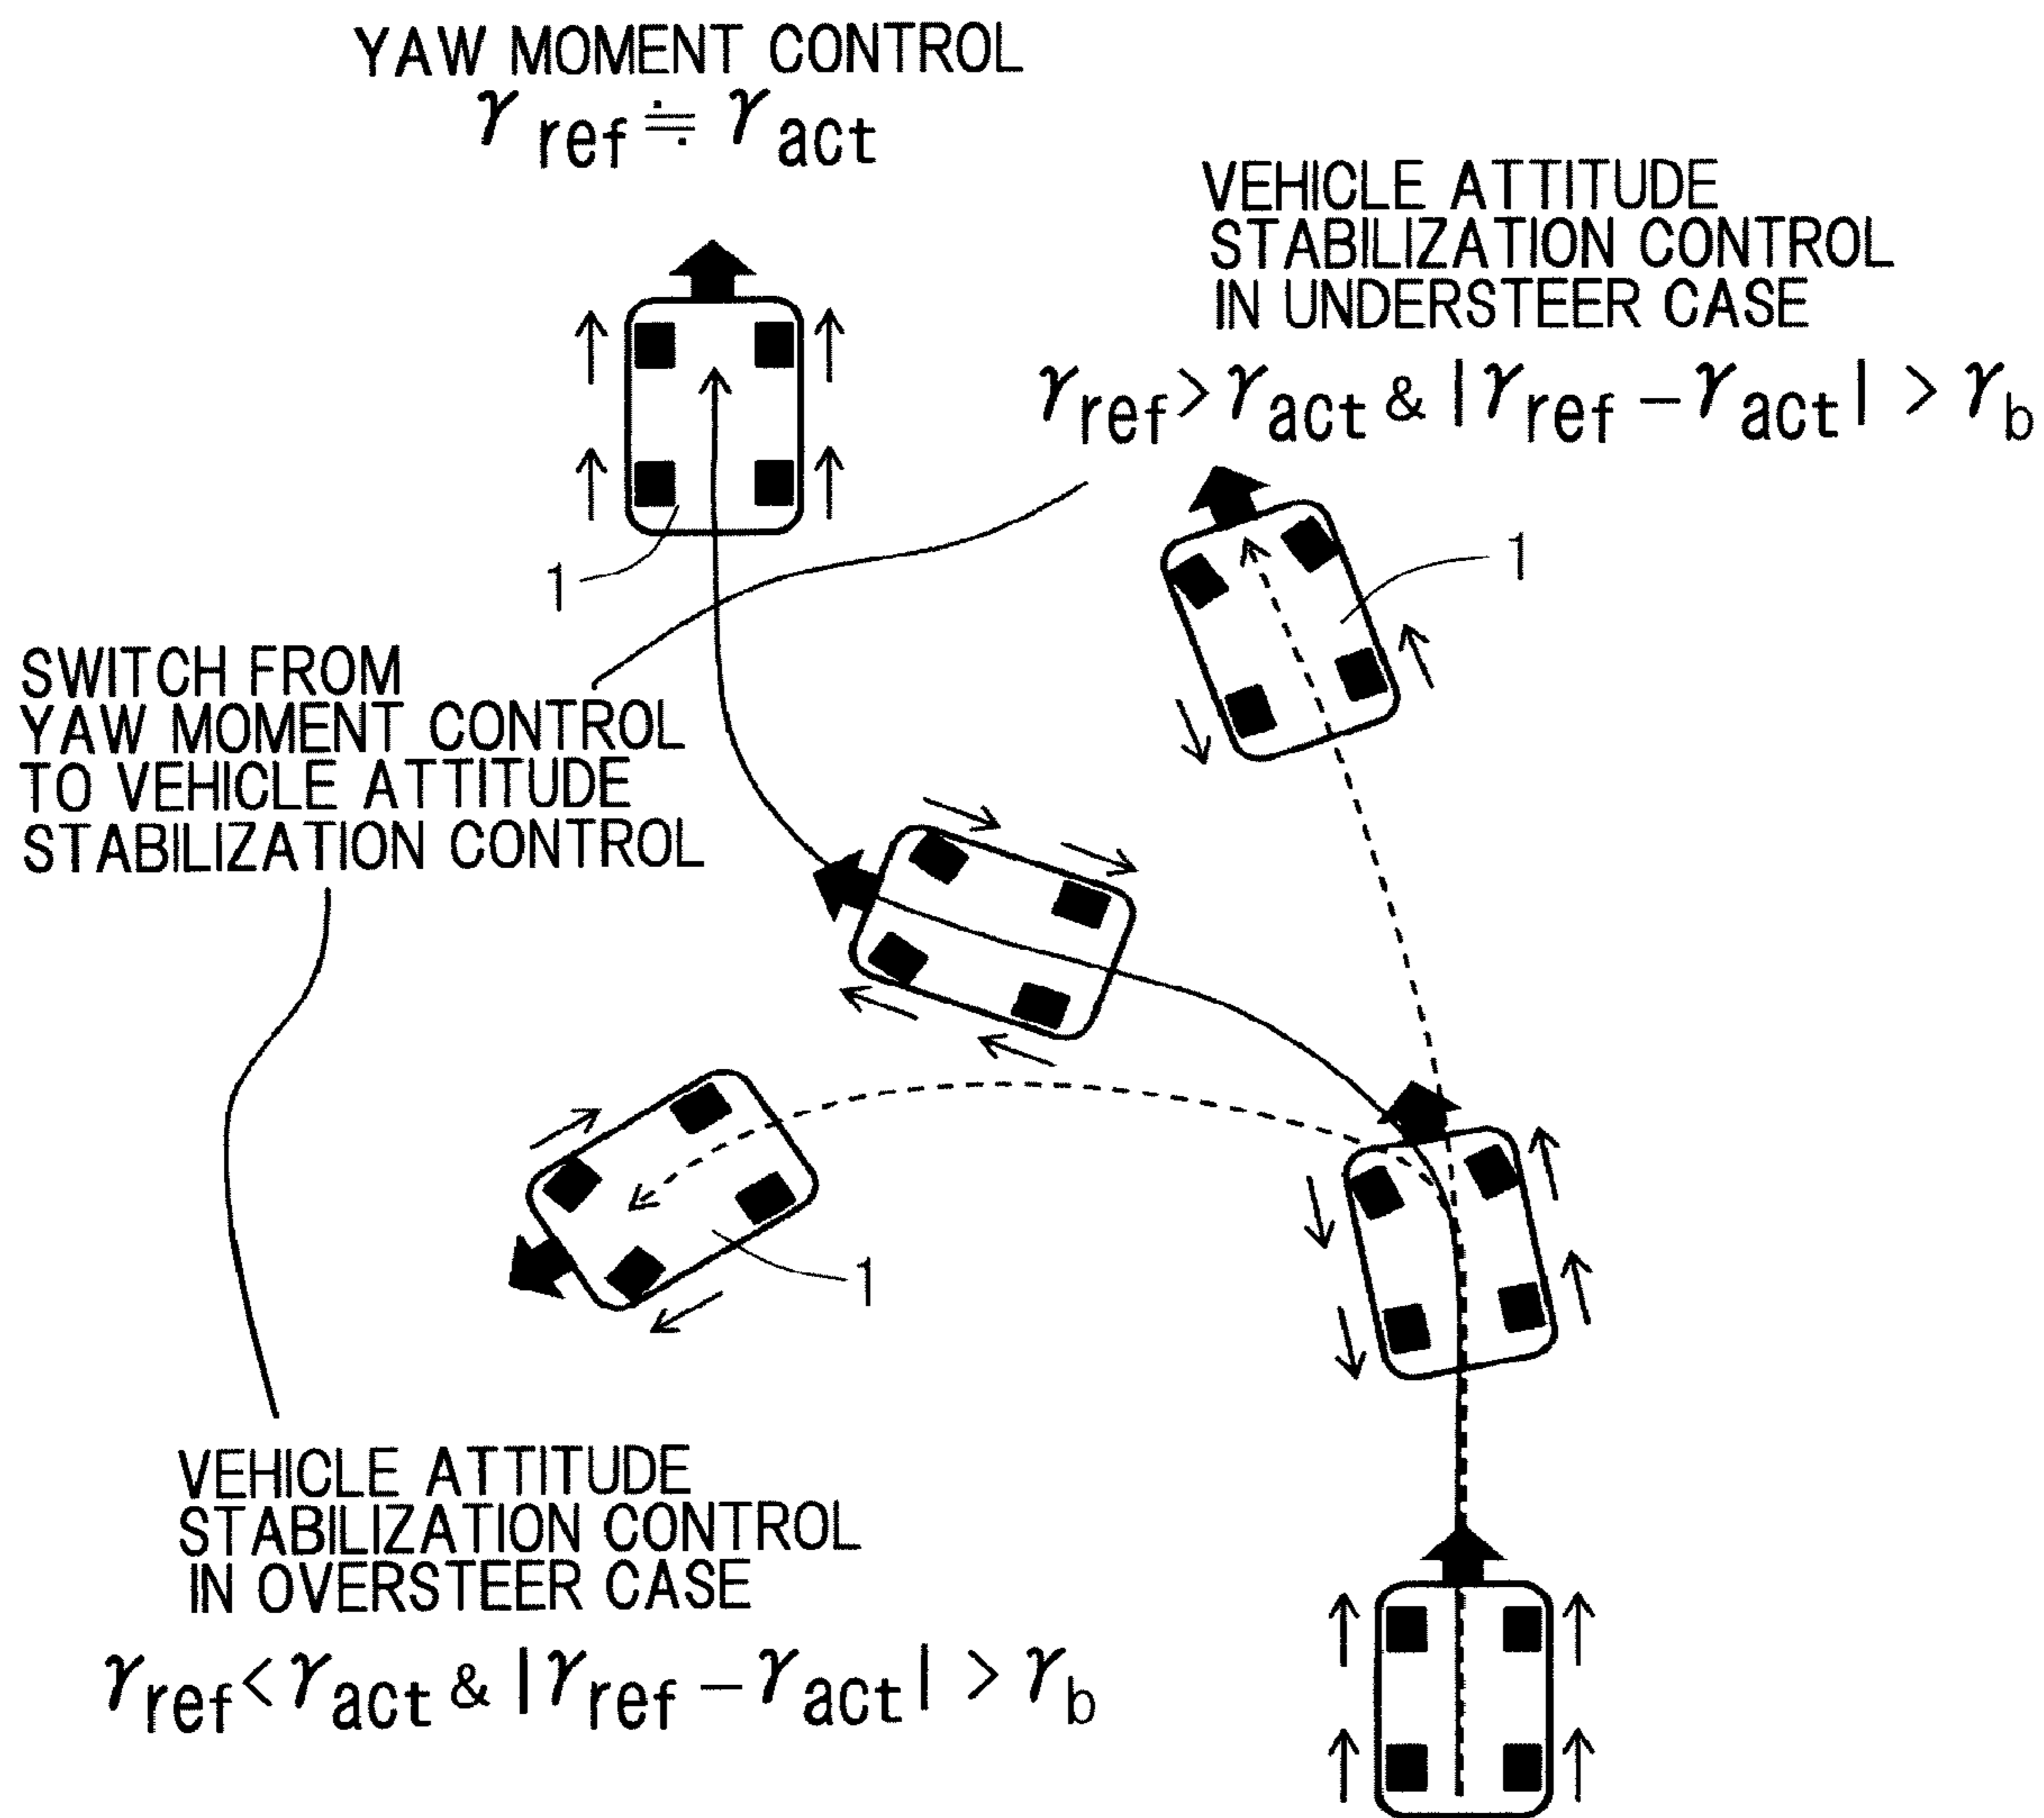 YAW MOMENT CONTROL
γref ≒ γact
VEHICLE ATTITUDE
STABILIZATION CONTROL
IN UNDERSTEER CASE
γref > γact & |γref − γact| > γb
1
1
SWITCH FROM
YAW MOMENT CONTROL
TO VEHICLE ATTITUDE
STABILIZATION CONTROL
1
VEHICLE ATTITUDE
STABILIZATION CONTROL
IN OVERSTEER CASE
γref < γact & |γref − γact| > γb